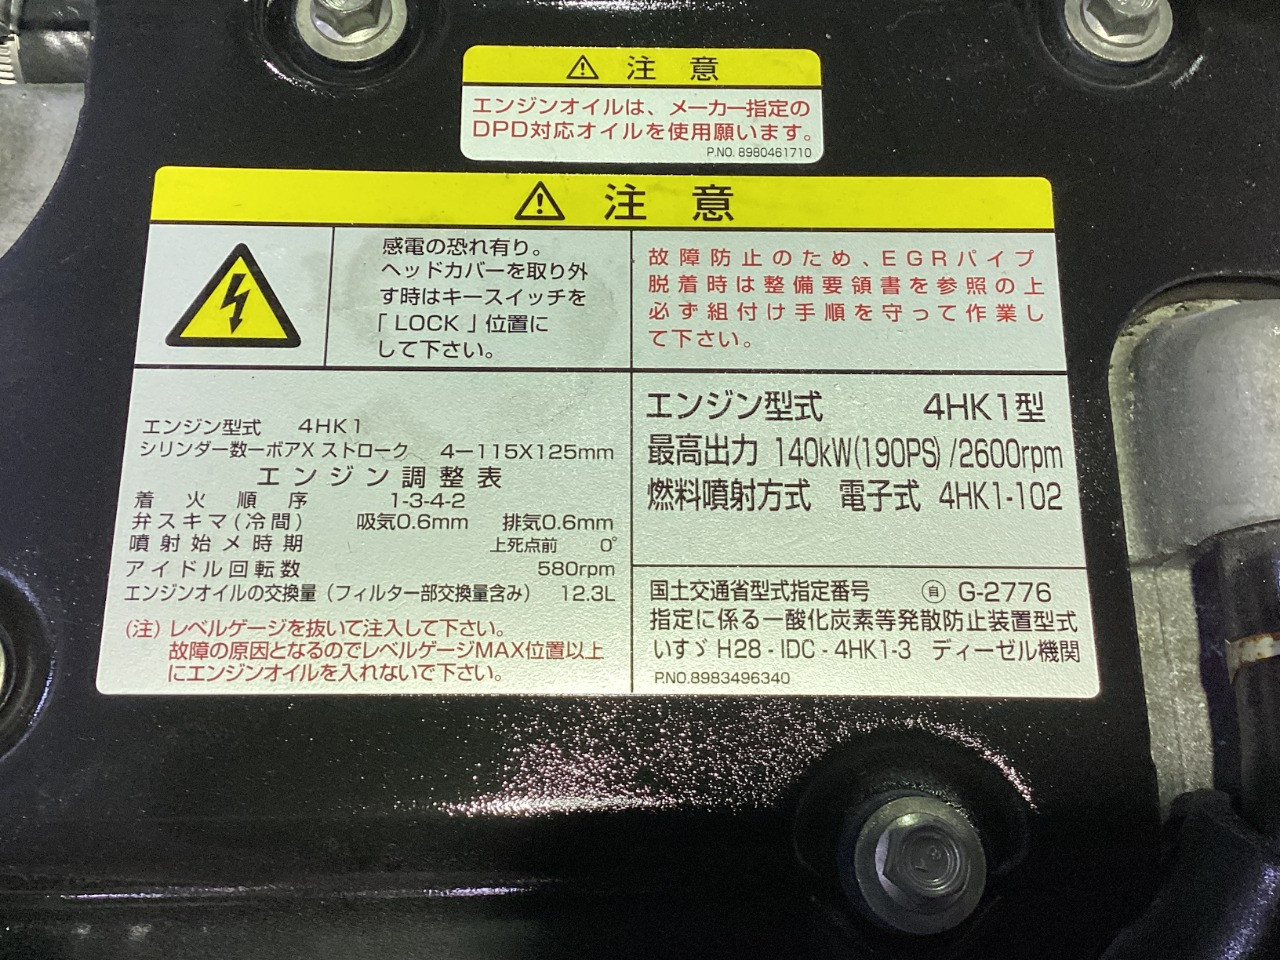 ⚠ 注意
エンジンオイルは、メーカー指定の
DPD対応オイルを使用願います。
P.NO. 8980461710
⚠ 注意
感電の恐れ有り。
ヘッドカバーを取り外
す時はキースイッチを
「LOCK」位置に
して下さい。
故障防止のため、EGRパイプ
脱着時は整備要領書を参照の上
必ず組付け手順を守って作業し
て下さい。
エンジン型式 4HK1
シリンダー数ーボアX ストローク 4ー115X125mm
エンジン調整表
着火順序 1-3-4-2
弁スキマ(冷間) 吸気0.6mm 排気0.6mm
噴射始メ時期 上死点前 0°
アイドル回転数 580rpm
エンジンオイルの交換量(フィルター部交換量含み) 12.3L
(注) レベルゲージを抜いて注入して下さい。
故障の原因となるのでレベルゲージMAX位置以上
にエンジンオイルを入れないで下さい。
エンジン型式 4HK1型
最高出力 140kW(190PS)/2600rpm
燃料噴射方式 電子式 4HK1-102
国土交通省型式指定番号 ㊀自 G-2776
指定に係る一酸化炭素等発散防止装置型式
いすゞ H28-IDC-4HK1-3 ディーゼル機関
P.NO.8983496340